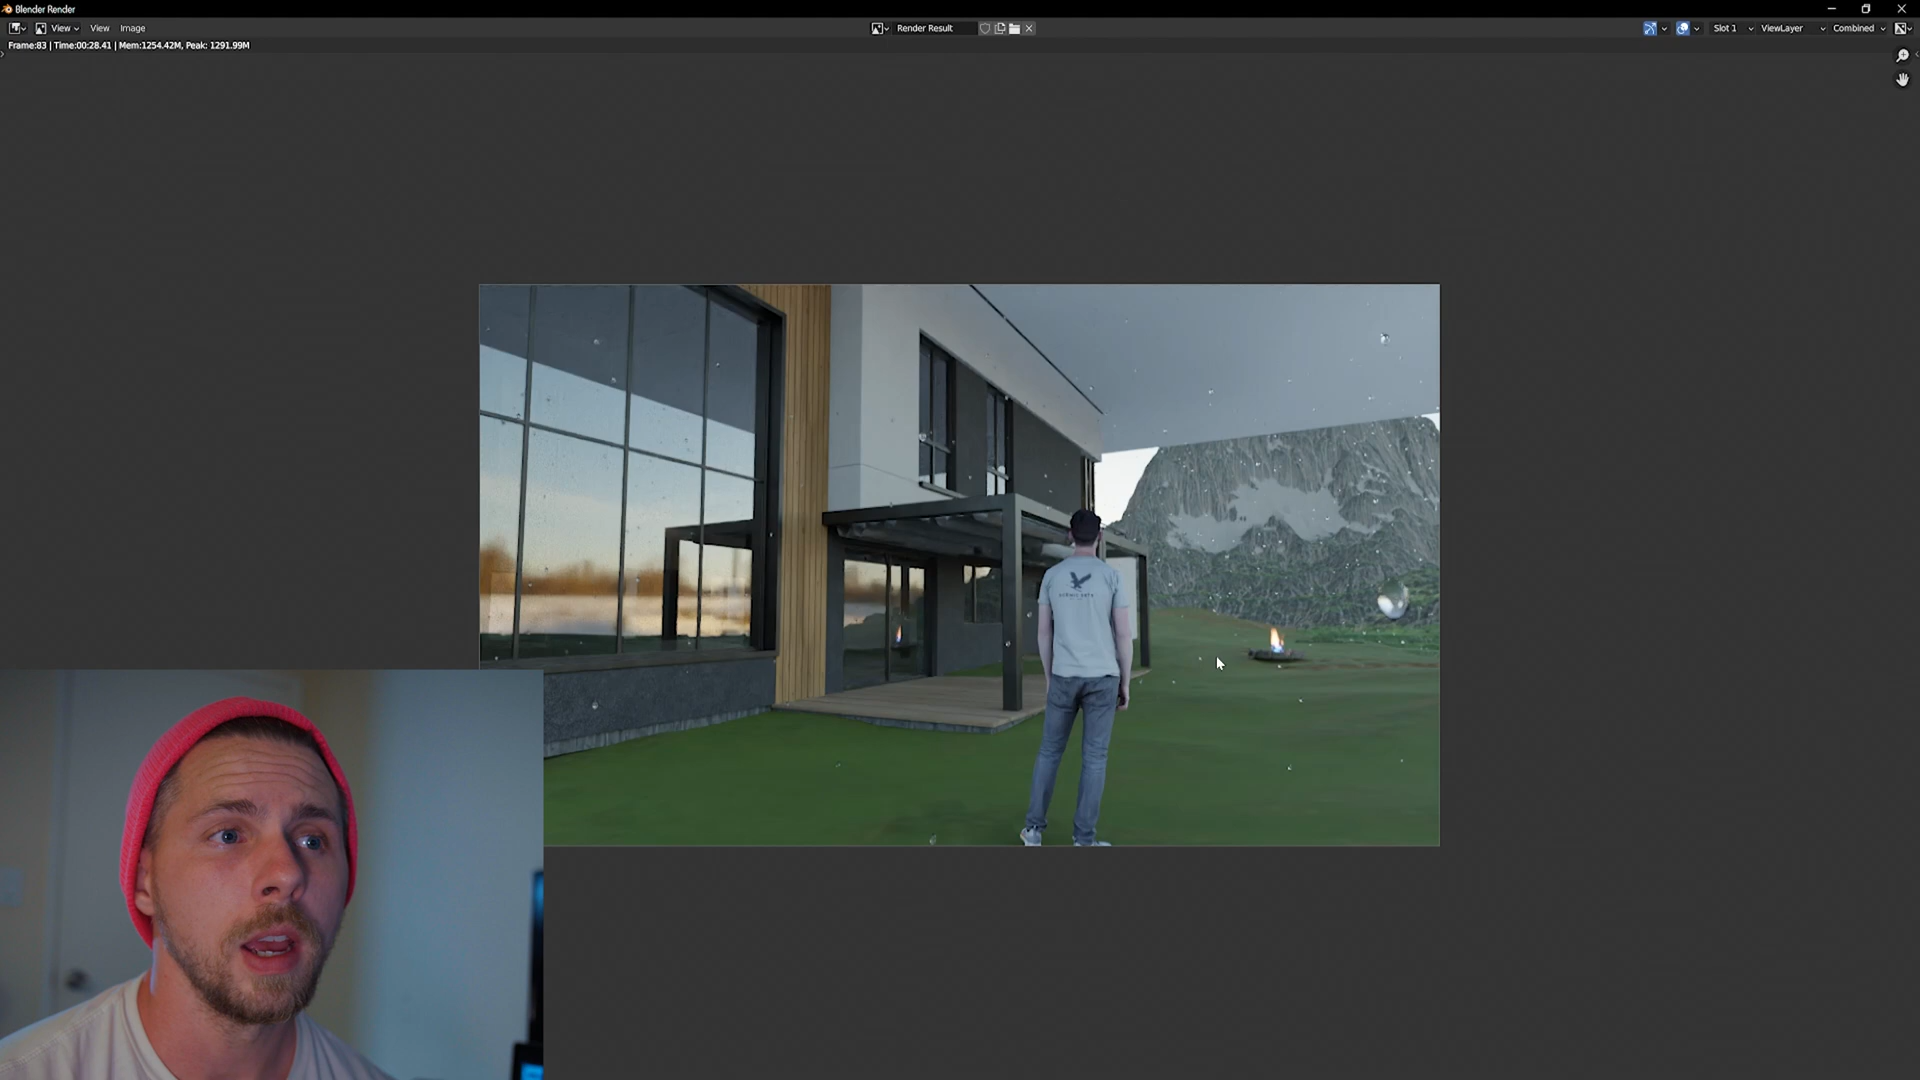 Blender Render
View View Image Render Result Slot 1 ViewLayer Combined
Frame:83 | Time:00:28.41 | Mem:1254.42M, Peak: 1291.99M